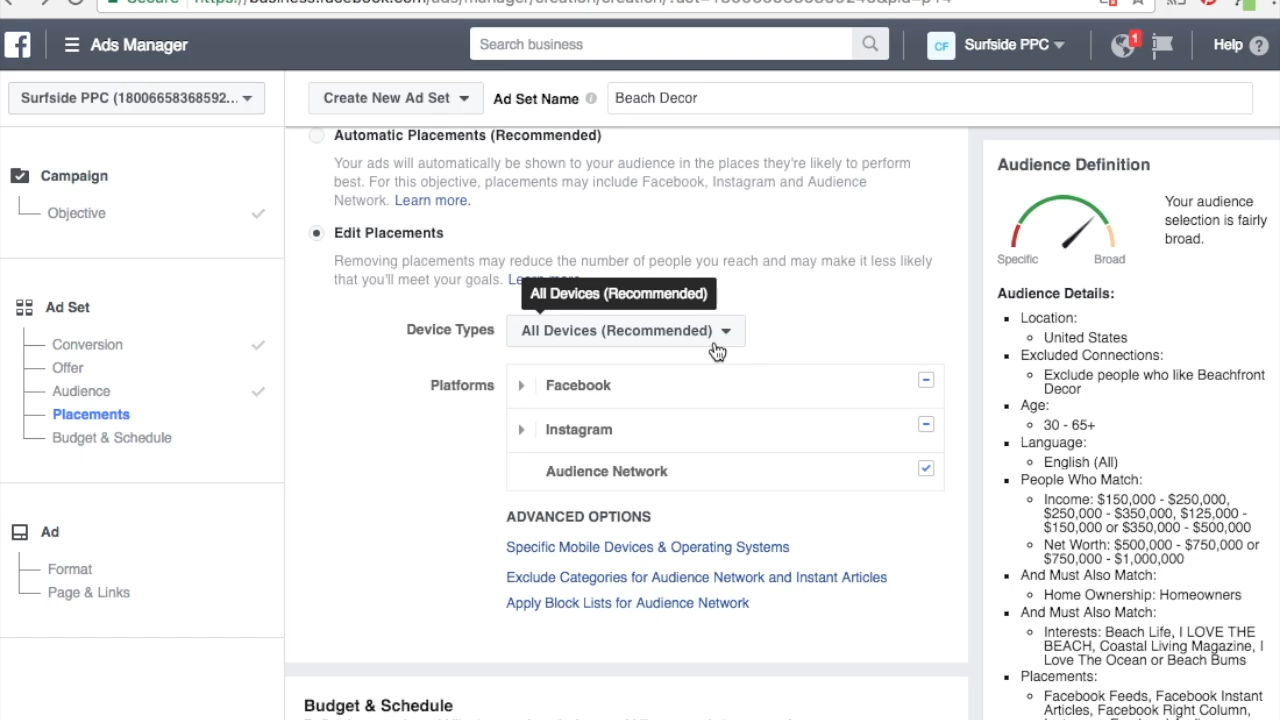 Ads Manager
Search business
CF
Surfside PPC
1
Help
Surfside PPC (18006658368592...
Create New Ad Set
Ad Set Name
Beach Decor
Campaign
Objective
Ad Set
Conversion
Offer
Audience
Placements
Budget & Schedule
Ad
Format
Page & Links
Automatic Placements (Recommended)
Your ads will automatically be shown to your audience in the places they're likely to perform
best. For this objective, placements may include Facebook, Instagram and Audience
Network. Learn more.
Edit Placements
Removing placements may reduce the number of people you reach and may make it less likely
that you'll meet your goals.
All Devices (Recommended)
Device Types
All Devices (Recommended)
Platforms
Facebook
Instagram
Audience Network
ADVANCED OPTIONS
Specific Mobile Devices & Operating Systems
Exclude Categories for Audience Network and Instant Articles
Apply Block Lists for Audience Network
Budget & Schedule
Audience Definition
Your audience
selection is fairly
broad.
Specific
Broad
Audience Details:
Location:
United States
Excluded Connections:
Exclude people who like Beachfront
Decor
Age:
30 - 65+
Language:
English (All)
People Who Match:
Income: $150,000 - $250,000,
$250,000 - $350,000, $125,000 -
$150,000 or $350,000 - $500,000
Net Worth: $500,000 - $750,000 or
$750,000 - $1,000,000
And Must Also Match:
Home Ownership: Homeowners
And Must Also Match:
Interests: Beach Life, I LOVE THE
BEACH, Coastal Living Magazine, I
Love The Ocean or Beach Bums
Placements:
Facebook Feeds, Facebook Instant
Articles, Facebook Right Column,